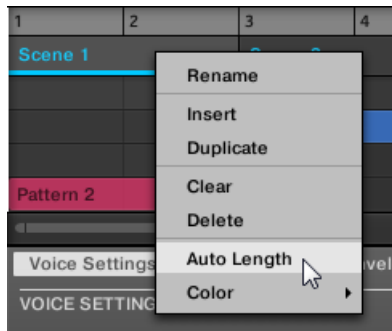 1 2 3 4
Scene 1
Rename
Insert
Duplicate
Pattern 2
Clear
Delete
Voice Settings
Auto Length
Color
VOICE SETTING